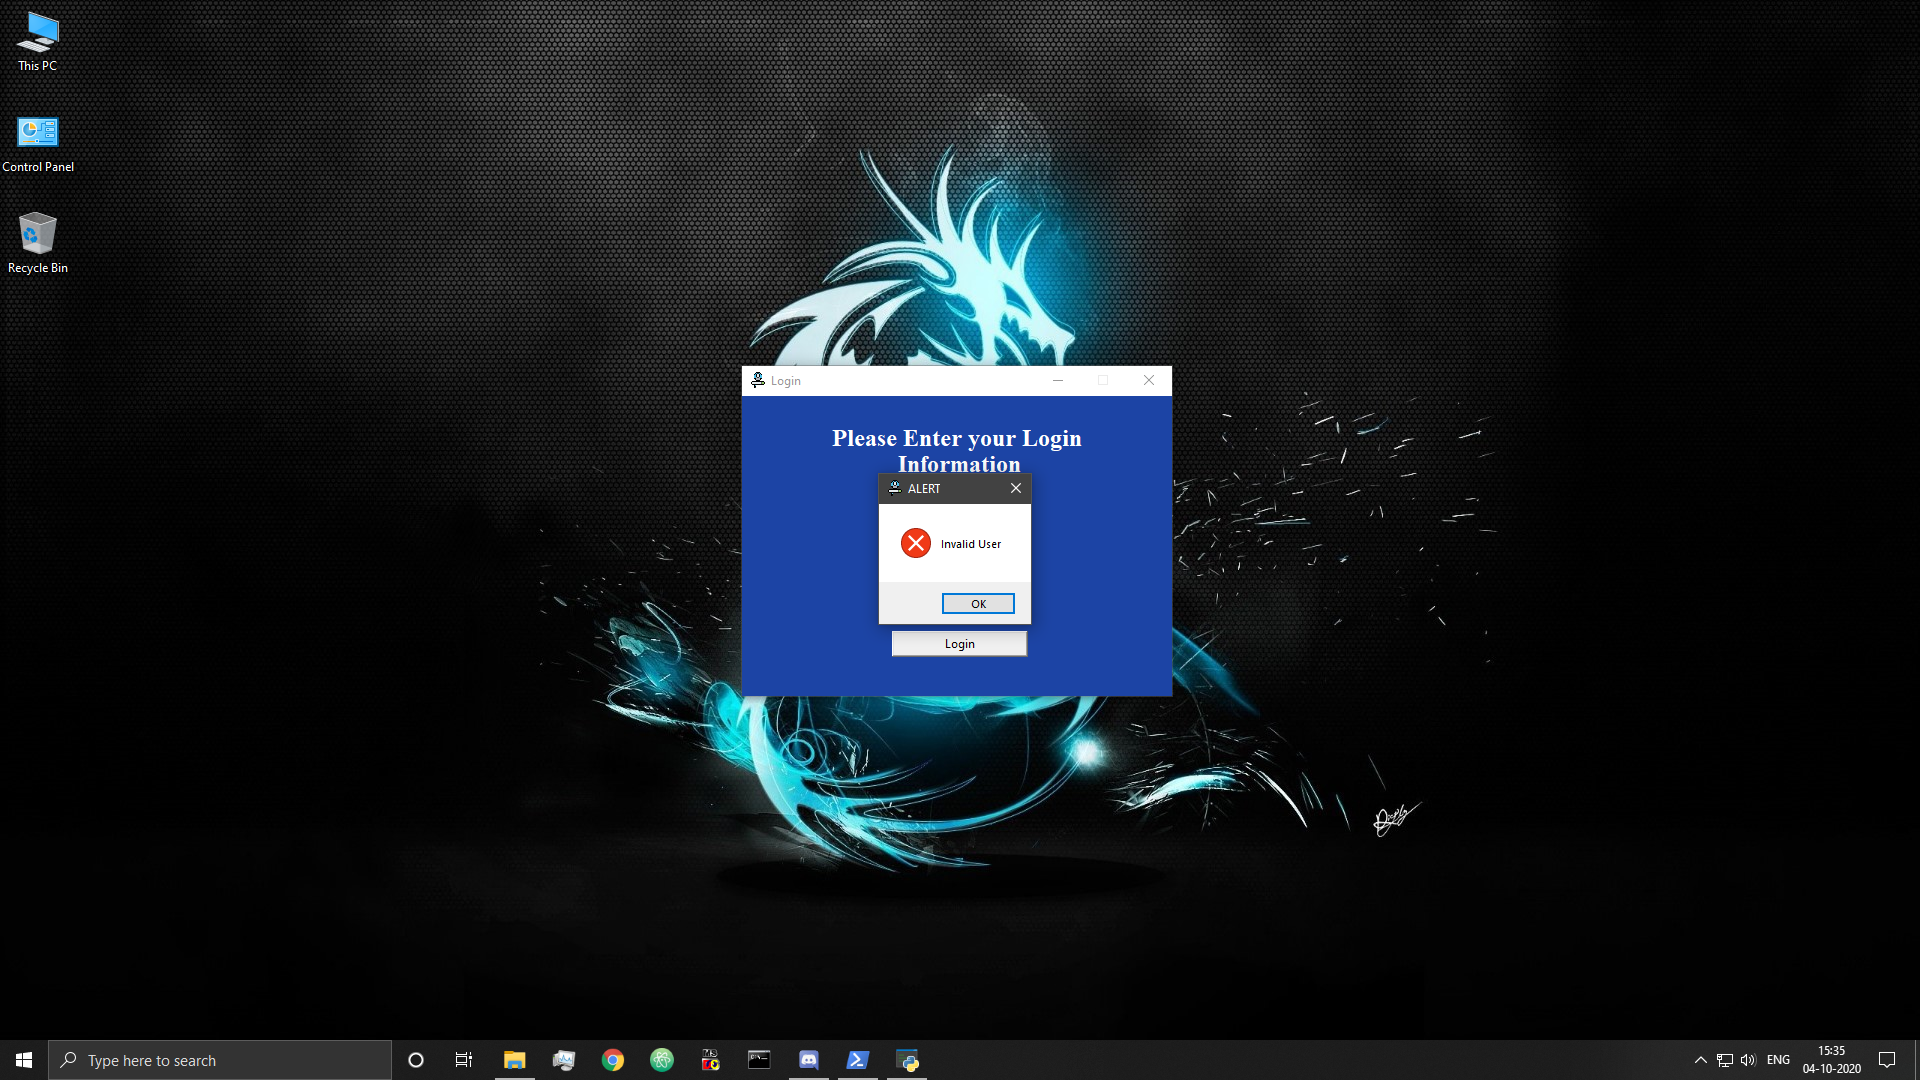 This PC
Control Panel
Recycle Bin
Login
Please Enter your Login
Information
ALERT
Invalid User
OK
Login
Type here to search
ENG
15:35
04-10-2020